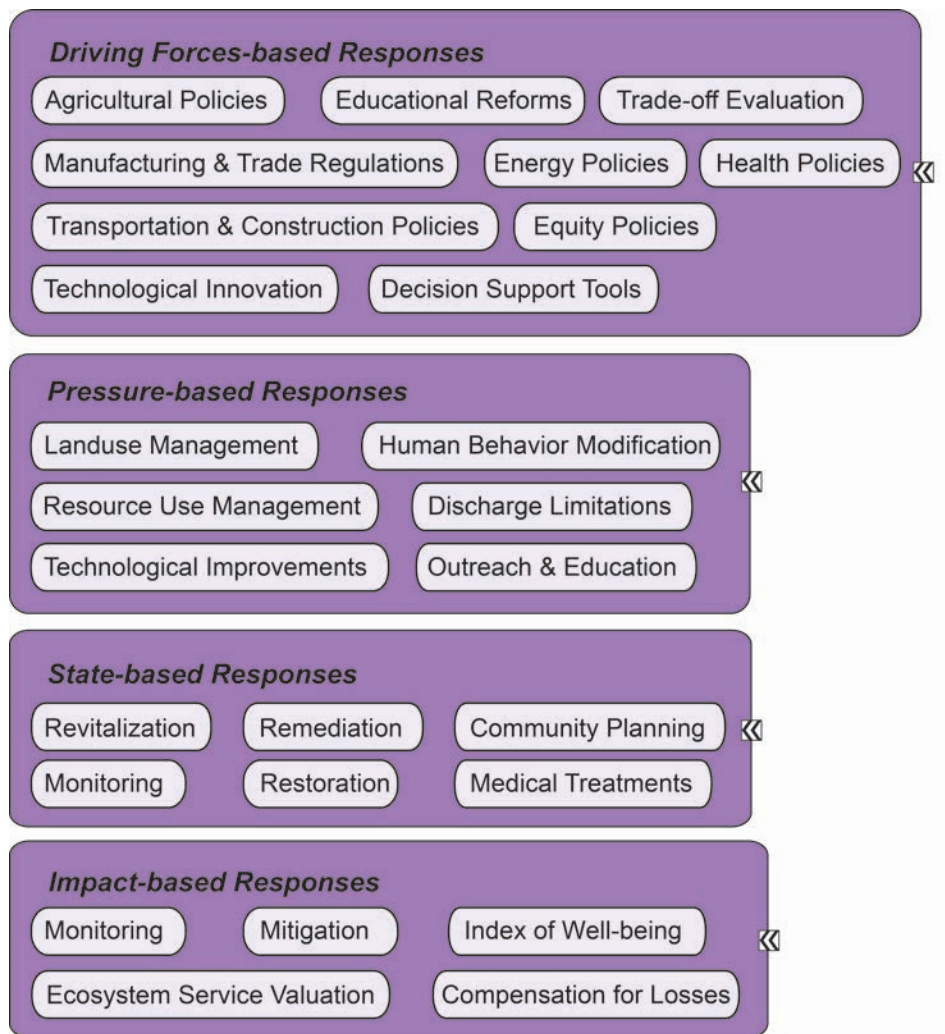 Driving Forces-based Responses
Agricultural Policies Educational Reforms Trade-off Evaluation
Manufacturing & Trade Regulations Energy Policies Health Policies
Transportation & Construction Policies Equity Policies
Technological Innovation Decision Support Tools
Pressure-based Responses
Landuse Management Human Behavior Modification
Resource Use Management Discharge Limitations
Technological Improvements Outreach & Education
State-based Responses
Revitalization Remediation Community Planning
Monitoring Restoration Medical Treatments
Impact-based Responses
Monitoring Mitigation Index of Well-being
Ecosystem Service Valuation Compensation for Losses